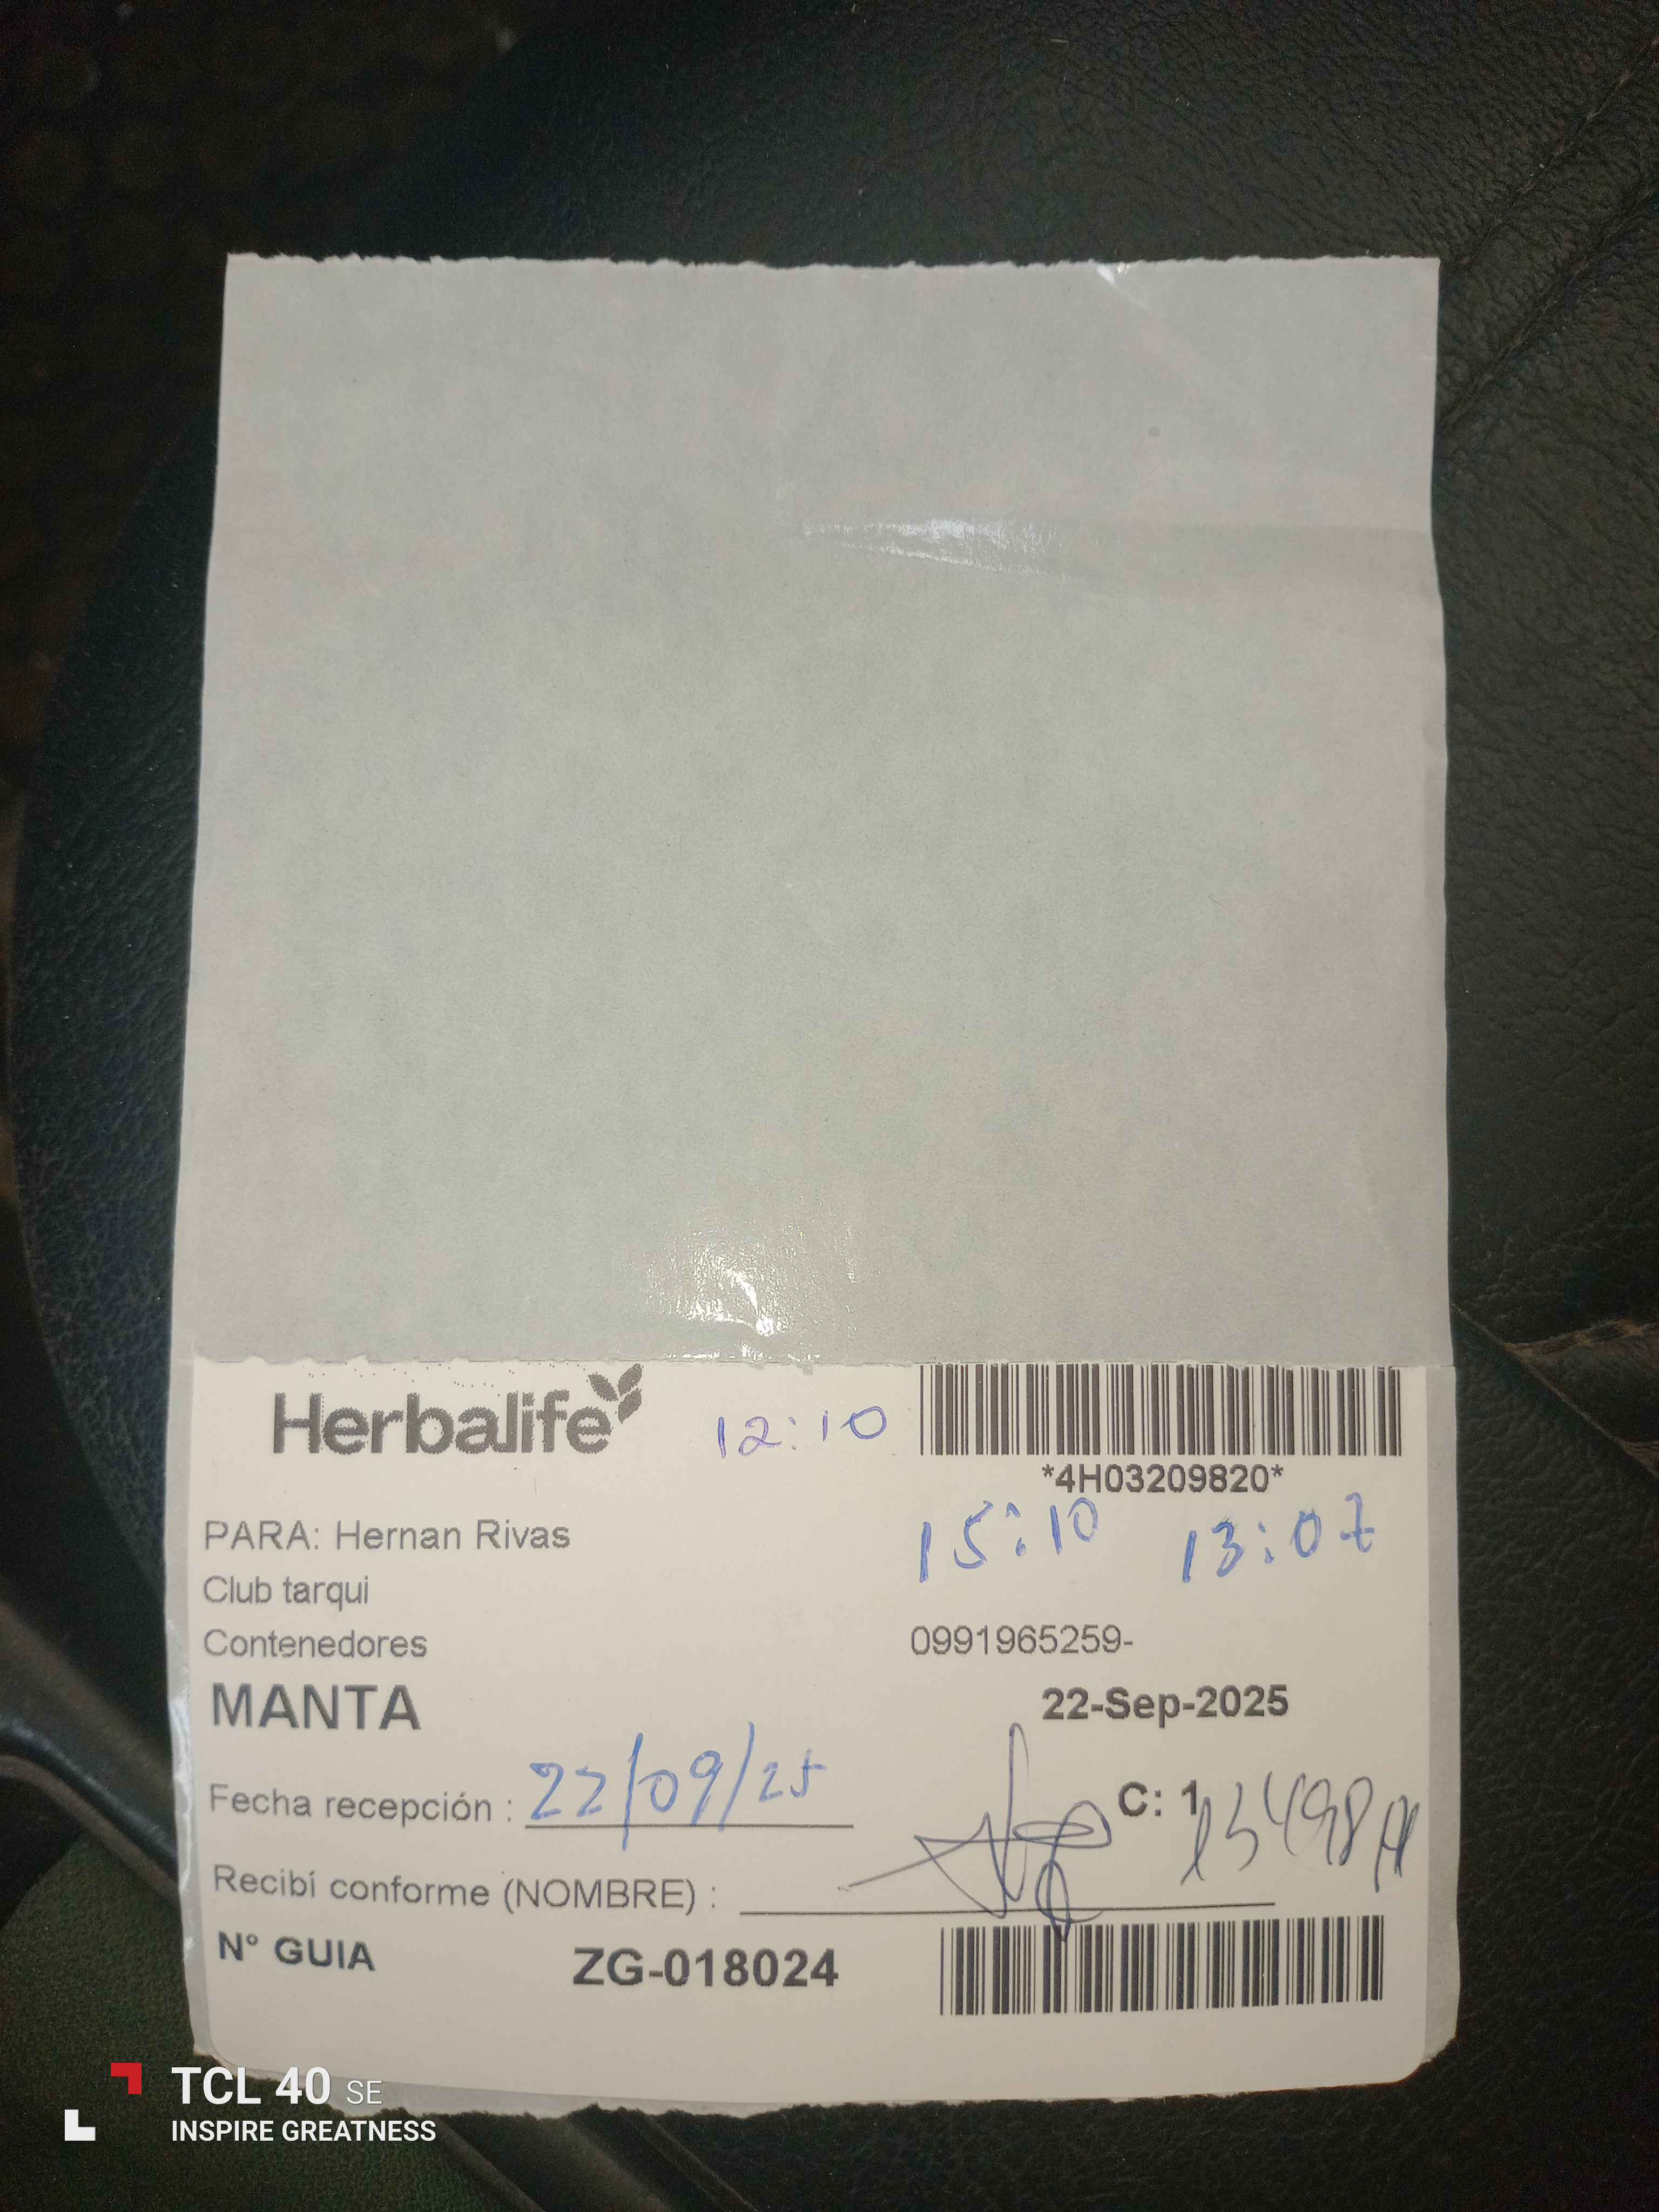 Herbalife 12:10
*4H03209820*
PARA: Hernan Rivas
15:10 13:07
Club tarqui
Contenedores 0991965259-
MANTA 22-Sep-2025
Fecha recepción : 22/09/25 C: 1
Recibí conforme (NOMBRE) :
N° GUIA ZG-018024
TCL 40 SE
INSPIRE GREATNESS